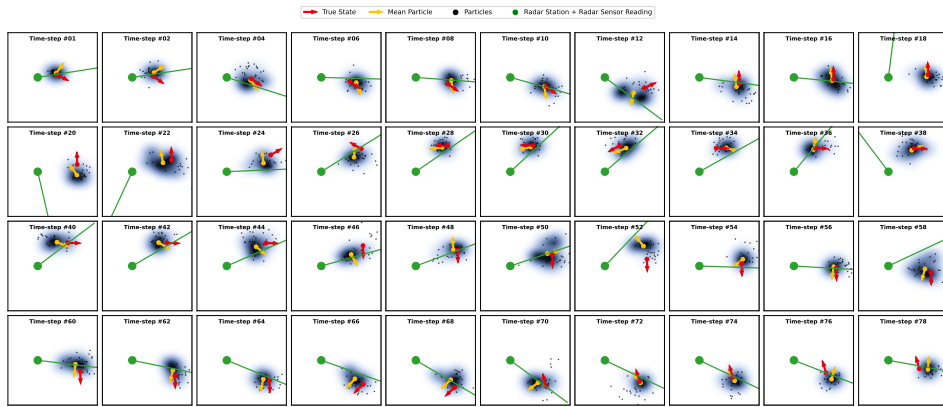 True State Mean Particle Particles Radar Station + Radar Sensor Reading
Time-step #01 Time-step #02 Time-step #04 Time-step #06 Time-step #08 Time-step #10 Time-step #12 Time-step #14 Time-step #16 Time-step #18
Time-step #20 Time-step #22 Time-step #24 Time-step #26 Time-step #28 Time-step #30 Time-step #32 Time-step #34 Time-step #36 Time-step #38
Time-step #40 Time-step #42 Time-step #44 Time-step #46 Time-step #48 Time-step #50 Time-step #52 Time-step #54 Time-step #56 Time-step #58
Time-step #60 Time-step #62 Time-step #64 Time-step #66 Time-step #68 Time-step #70 Time-step #72 Time-step #74 Time-step #76 Time-step #78